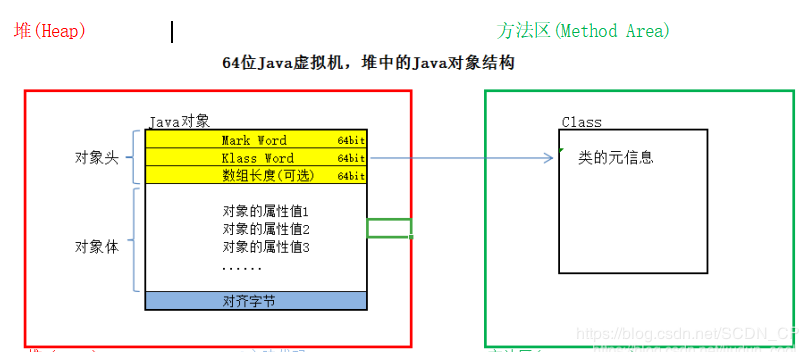 堆(Heap)
方法区(Method Area)
64位Java虚拟机，堆中的Java对象结构
Java对象
Class
对象头
Mark Word 64bit
Klass Word 64bit
数组长度(可选) 64bit
类的元信息
对象体
对象的属性值1
对象的属性值2
对象的属性值3
......
对齐字节
https://blog.csdn.net/SCDN_CP